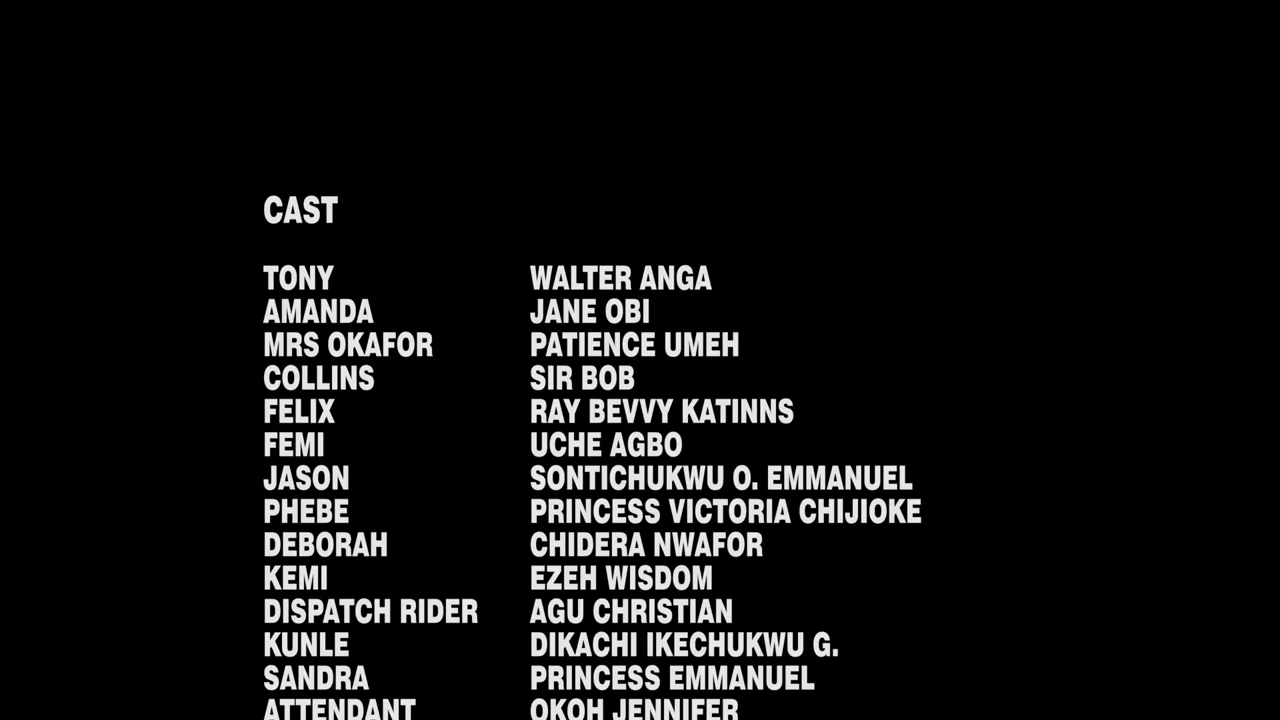 CAST
TONY WALTER ANGA
AMANDA JANE OBI
MRS OKAFOR PATIENCE UMEH
COLLINS SIR BOB
FELIX RAY BEVVY KATINNS
FEMI UCHE AGBO
JASON SONTICHUKWU O. EMMANUEL
PHEBE PRINCESS VICTORIA CHIJIOKE
DEBORAH CHIDERA NWAFOR
KEMI EZEH WISDOM
DISPATCH RIDER AGU CHRISTIAN
KUNLE DIKACHI IKECHUKWU G.
SANDRA PRINCESS EMMANUEL
ATTENDANT OKOH JENNIFER